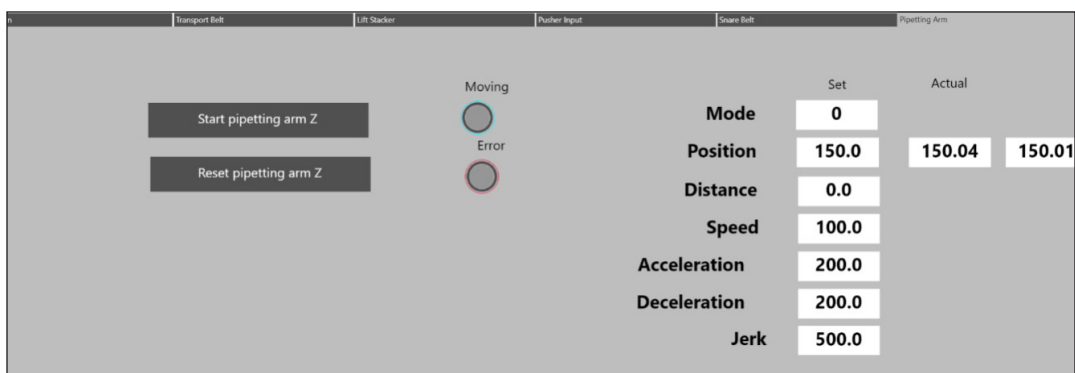 n Transport Belt Lift Stacker Pusher Input Snare Belt Pipetting Arm
Moving
Set Actual
Start pipetting arm Z
Mode 0
Error
Position 150.0 150.04 150.01
Reset pipetting arm Z
Distance 0.0
Speed 100.0
Acceleration 200.0
Deceleration 200.0
Jerk 500.0